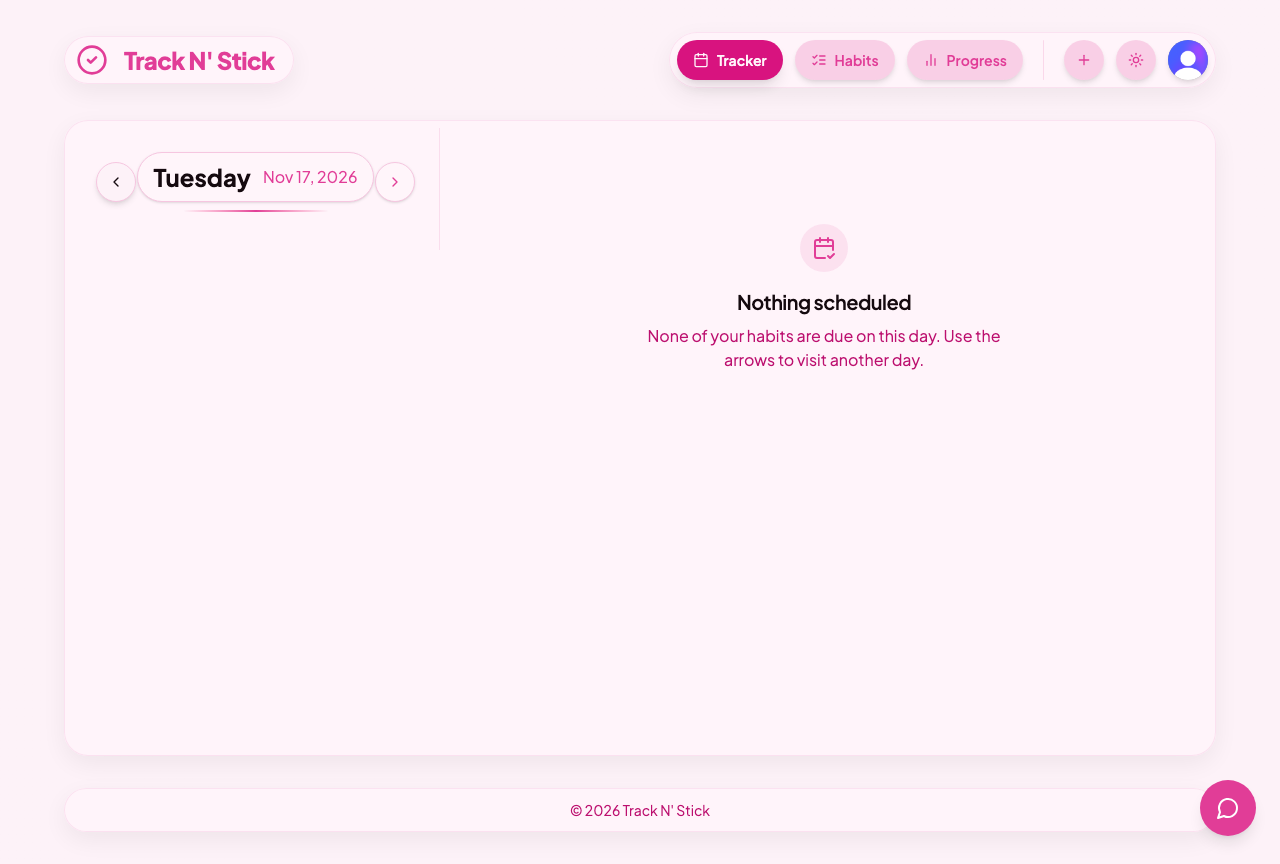 Track N' Stick
Tracker
Habits
Progress
Tuesday Nov 17, 2026
Nothing scheduled
None of your habits are due on this day. Use the
arrows to visit another day.
© 2026 Track N' Stick